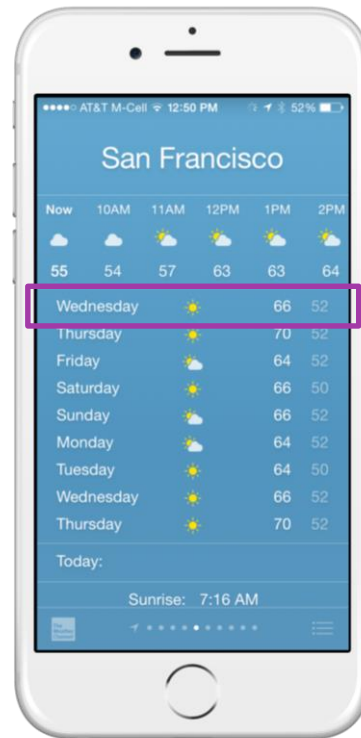 AT&T M-Cell 12:50 PM 52%
San Francisco
Now 10AM 11AM 12PM 1PM 2PM
55 54 57 63 63 64
Wednesday 66 52
Thursday 70 52
Friday 64 52
Saturday 66 50
Sunday 66 52
Monday 64 52
Tuesday 64 50
Wednesday 66 52
Thursday 70 52
Today:
Sunrise: 7:16 AM